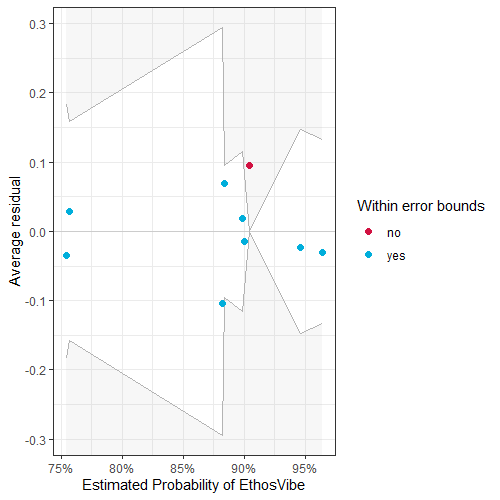 0.3
0.2
0.1
0.0
-0.1
-0.2
-0.3
Average residual
75%
80%
85%
90%
95%
Estimated Probability of EthosVibe
Within error bounds
no
yes